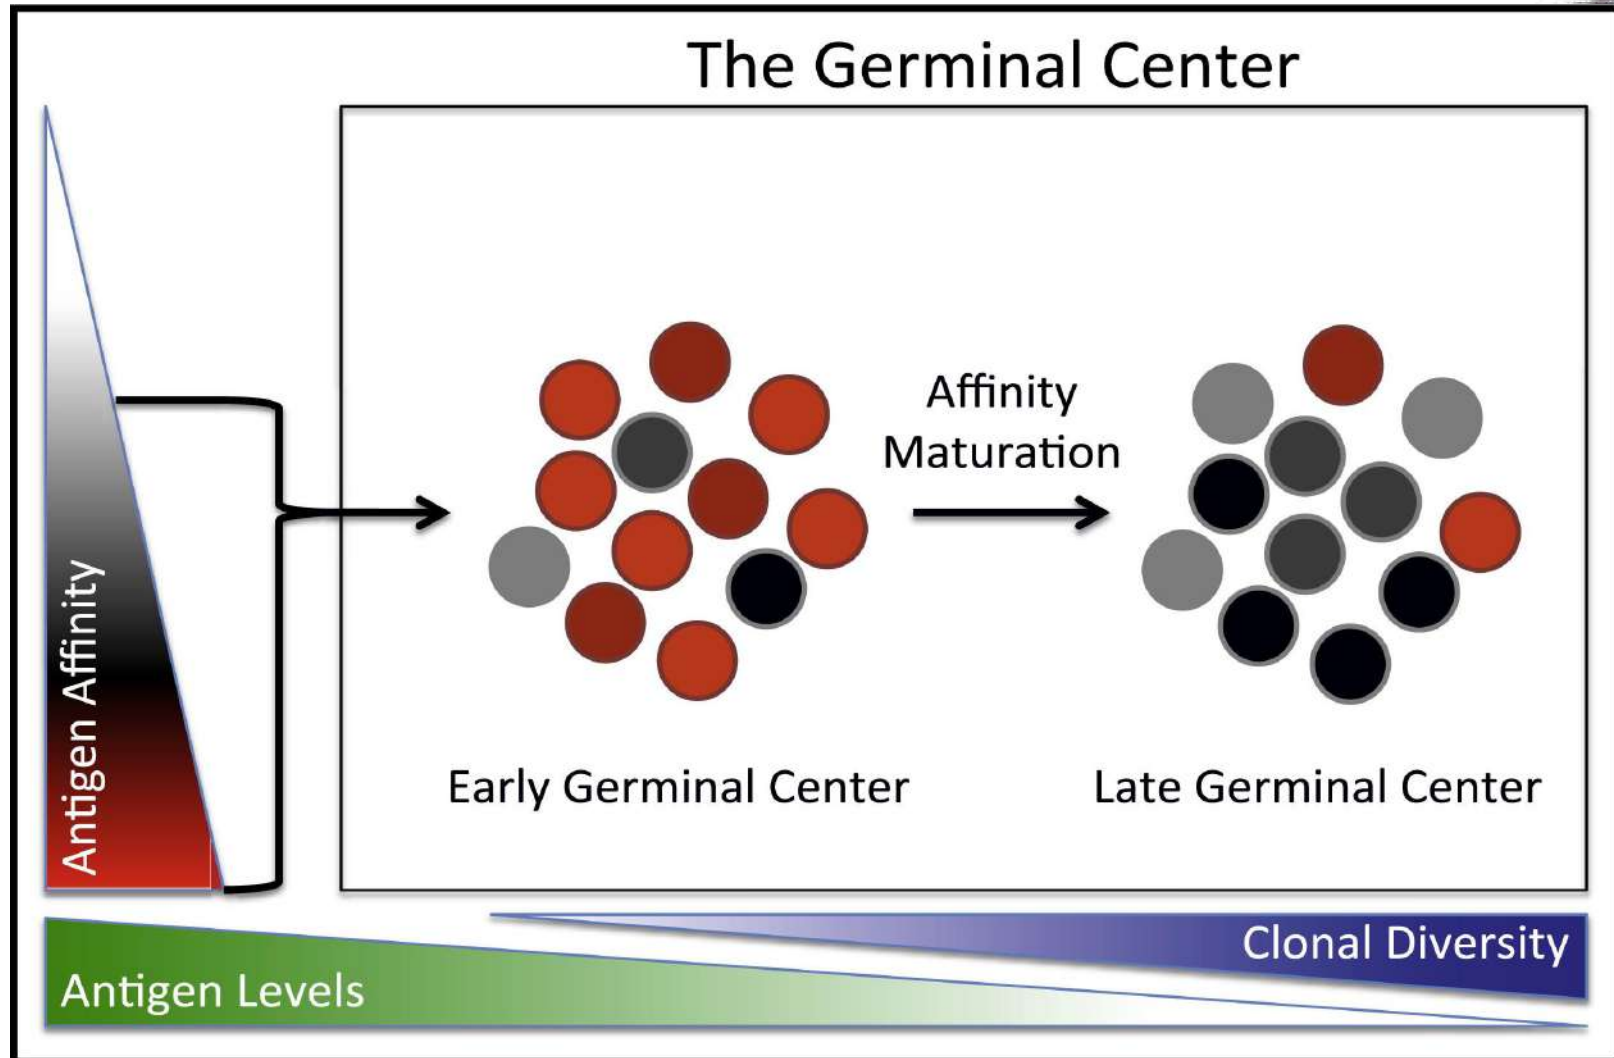 The Germinal Center
Antigen Affinity
Affinity
Maturation
Early Germinal Center
Late Germinal Center
Clonal Diversity
Antigen Levels